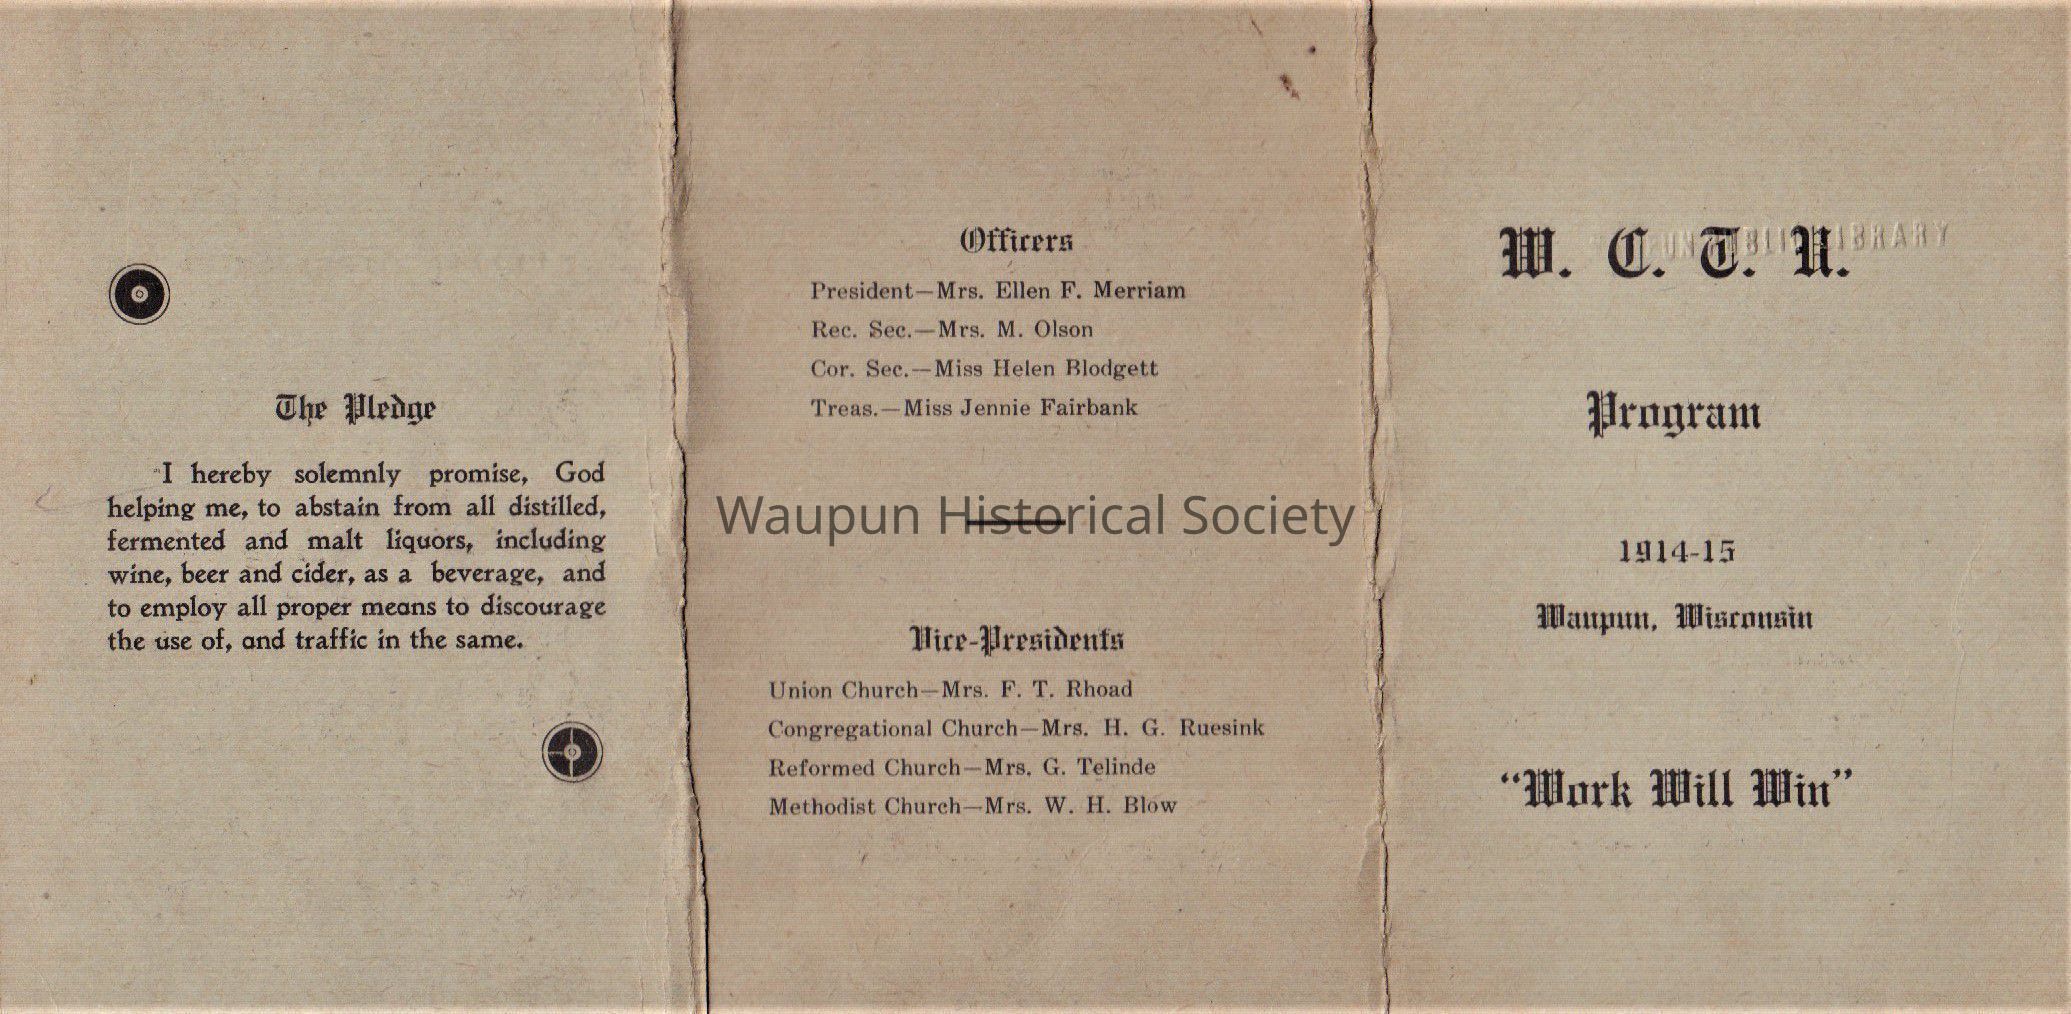 The Pledge
I hereby solemnly promise, God
helping me, to abstain from all distilled,
fermented and malt liquors, including
wine, beer and cider, as a beverage, and
to employ all proper means to discourage
the use of, and traffic in the same.
Officers
President—Mrs. Ellen F. Merriam
Rec. Sec.—Mrs. M. Olson
Cor. Sec.—Miss Helen Blodgett
Treas.—Miss Jennie Fairbank
Waupun Historical Society
Vice-Presidents
Union Church—Mrs. F. T. Rhoad
Congregational Church—Mrs. H. G. Ruesink
Reformed Church—Mrs. G. Telinde
Methodist Church—Mrs. W. H. Blow
W. C. T. U.
LIBRARY
Program
1914-15
Waupun, Wisconsin
“Work Will Win”